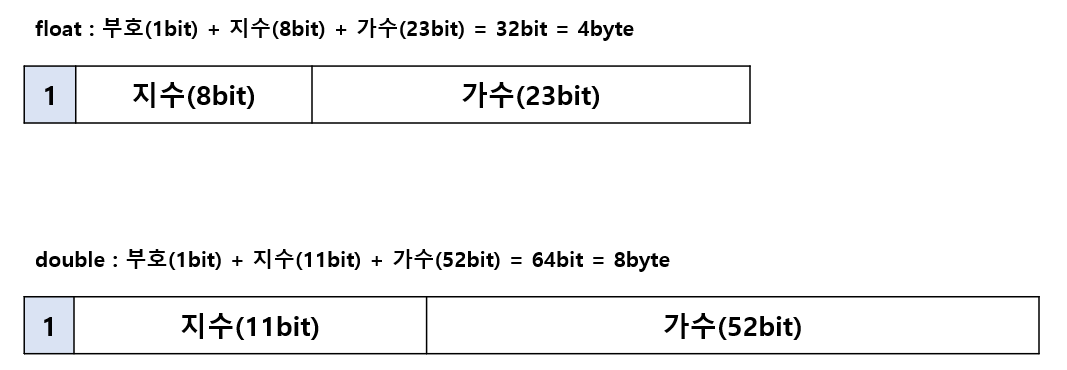 float : 부호(1bit) + 지수(8bit) + 가수(23bit) = 32bit = 4byte
1 지수(8bit) 가수(23bit)
double : 부호(1bit) + 지수(11bit) + 가수(52bit) = 64bit = 8byte
1 지수(11bit) 가수(52bit)